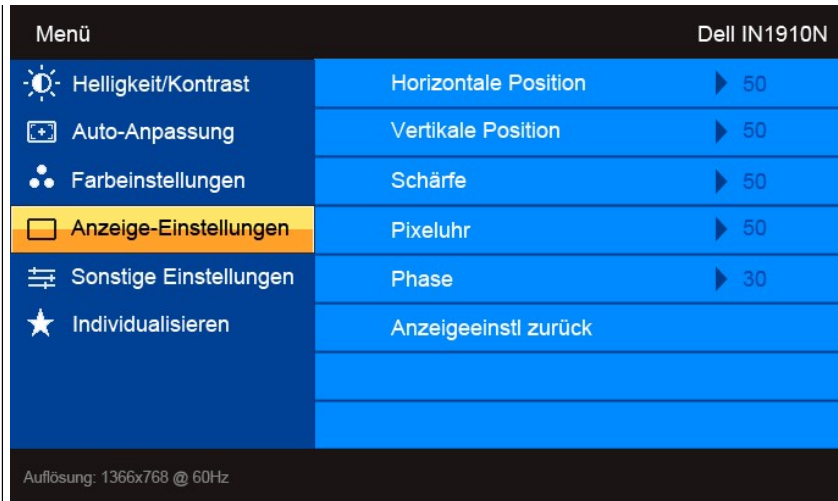 Menü Dell IN1910N
Helligkeit/Kontrast Horizontale Position 50
Auto-Anpassung Vertikale Position 50
Farbeinstellungen Schärfe 50
Anzeige-Einstellungen Pixeluhr 50
Sonstige Einstellungen Phase 30
Individualisieren Anzeigeeinstl zurück
Auflösung: 1366x768 @ 60Hz